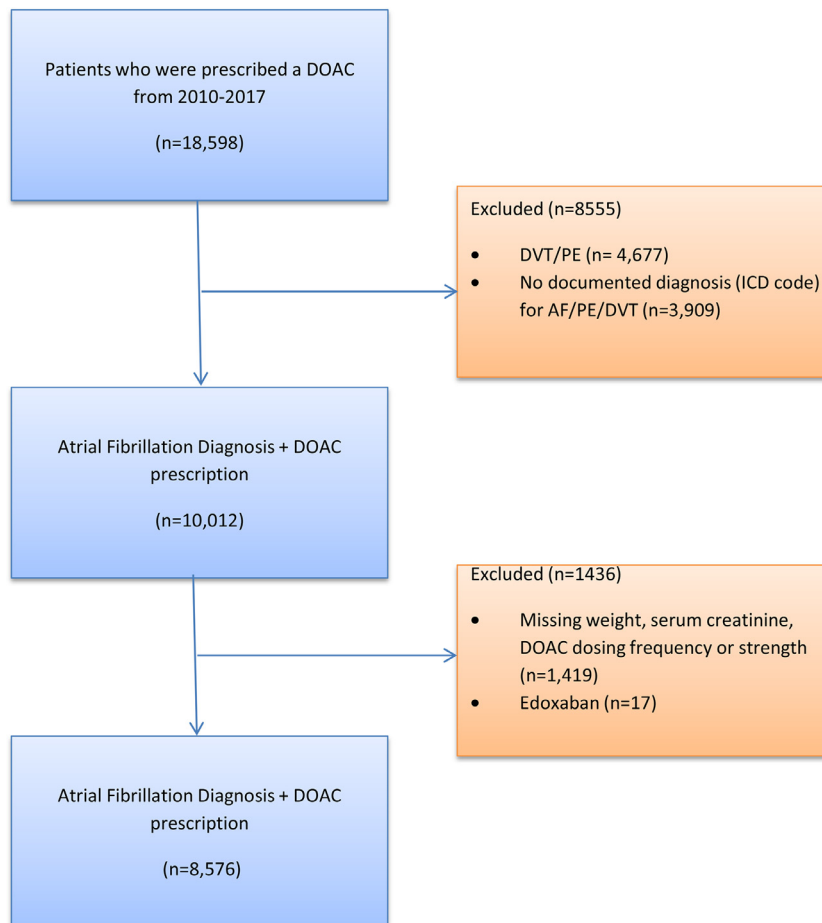 Patients who were prescribed a DOAC
from 2010-2017
(n=18,598)
Excluded (n=8555)
• DVT/PE (n= 4,677)
• No documented diagnosis (ICD code)
for AF/PE/DVT (n=3,909)
Atrial Fibrillation Diagnosis + DOAC
prescription
(n=10,012)
Excluded (n=1436)
• Missing weight, serum creatinine,
DOAC dosing frequency or strength
(n=1,419)
• Edoxaban (n=17)
Atrial Fibrillation Diagnosis + DOAC
prescription
(n=8,576)